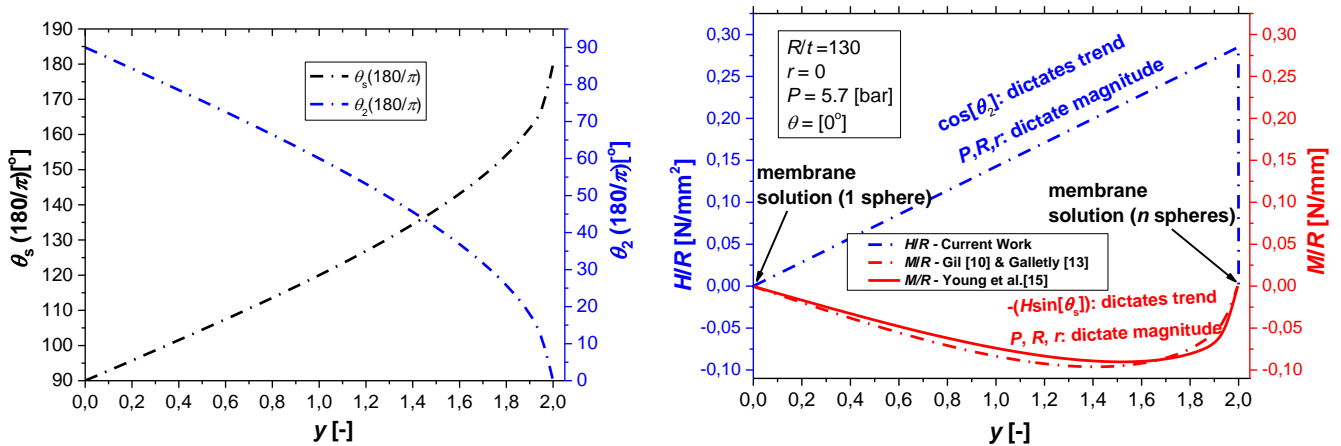 190
180
170
160
150
140
130
120
110
100
90
θs (180/π)[°]
0,0 0,2 0,4 0,6 0,8 1,0 1,2 1,4 1,6 1,8 2,0
y [-]
θs(180/π)
θ2(180/π)
90
80
70
60
50
40
30
20
10
0
θ2 (180/π)[°]
0,30
0,25
0,20
0,15
0,10
0,05
0,00
-0,05
-0,10
H/R [N/mm²]
R/t=130
r=0
P = 5.7 [bar]
θ = [0°]
cos[θ2]: dictates trend
P,R,r: dictate magnitude
membrane
solution (1 sphere)
membrane
solution (n spheres)
H/R - Current Work
M/R - Gil [10] & Galletly [13]
M/R - Young et al.[15]
-(Hsin[θs]): dictates trend
P, R, r: dictate magnitude
0,0 0,2 0,4 0,6 0,8 1,0 1,2 1,4 1,6 1,8 2,0
y [-]
0,30
0,25
0,20
0,15
0,10
0,05
0,00
-0,05
-0,10
M/R [N/mm]